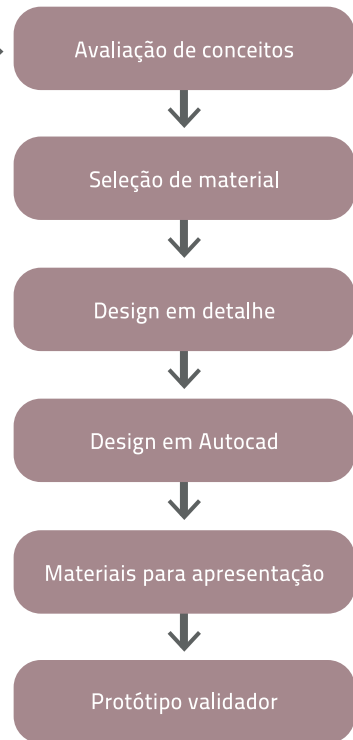 Avaliação de conceitos
Seleção de material
Design em detalhe
Design em Autocad
Materiais para apresentação
Protótipo validador